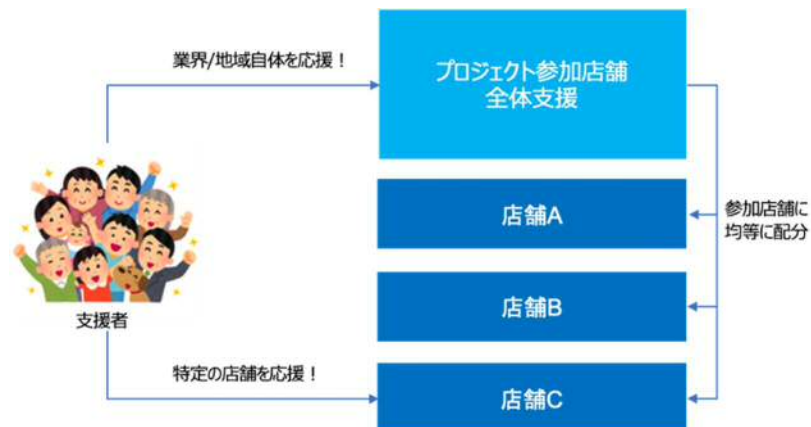 業界/地域自体を応援！
プロジェクト参加店舗
全体支援
店舗A
参加店舗に
均等に配分
店舗B
支援者
特定の店舗を応援！
店舗C